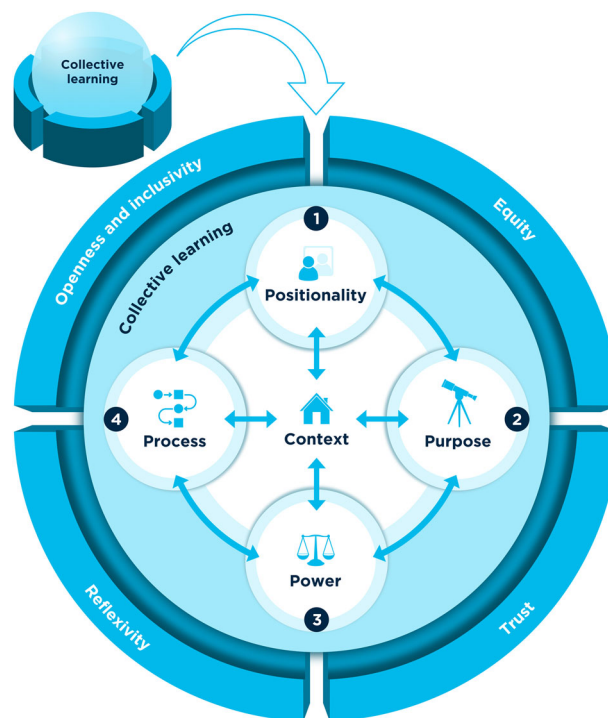 Collective
learning
Openness and inclusivity
Equity
Collective learning
1
Positionality
4
Process
Context
2
Purpose
Power
3
Reflexivity
Trust